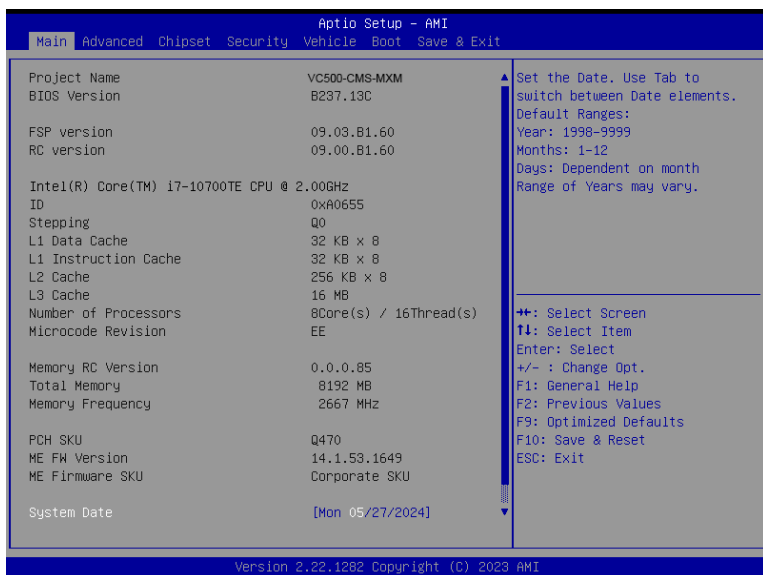 Aptio Setup – AMI
Main Advanced Chipset Security Vehicle Boot Save & Exit
Project Name VC500-CMS-MXM
BIOS Version B237.13C
FSP version 09.03.B1.60
RC version 09.00.B1.60
Intel(R) Core(TM) i7-10700TE CPU @ 2.00GHz
ID 0xA0655
Stepping Q0
L1 Data Cache 32 KB x 8
L1 Instruction Cache 32 KB x 8
L2 Cache 256 KB x 8
L3 Cache 16 MB
Number of Processors 8Core(s) / 16Thread(s)
Microcode Revision EE
Memory RC Version 0.0.0.85
Total Memory 8192 MB
Memory Frequency 2667 MHz
PCH SKU Q470
ME FW Version 14.1.53.1649
ME Firmware SKU Corporate SKU
System Date [Mon 05/27/2024]
Set the Date. Use Tab to
switch between Date elements.
Default Ranges:
Year: 1998-9999
Months: 1-12
Days: Dependent on month
Range of Years may vary.
→←: Select Screen
↑↓: Select Item
Enter: Select
+/- : Change Opt.
F1: General Help
F2: Previous Values
F9: Optimized Defaults
F10: Save & Reset
ESC: Exit
Version 2.22.1282 Copyright (C) 2023 AMI